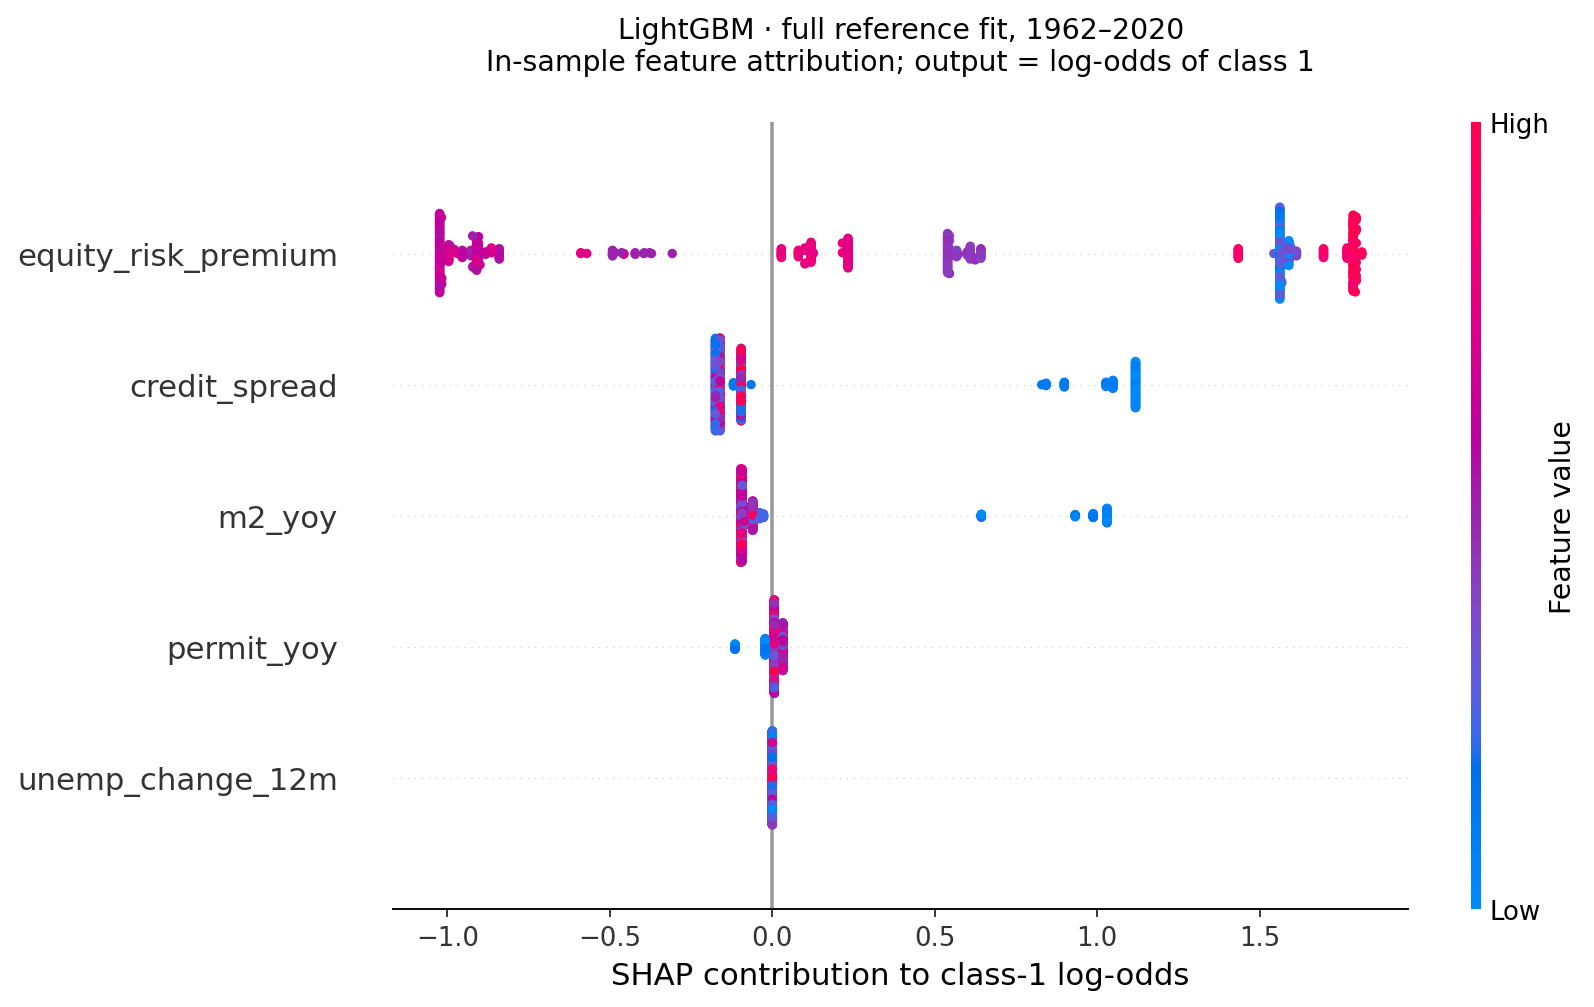 LightGBM · full reference fit, 1962–2020
In-sample feature attribution; output = log-odds of class 1
High
equity_risk_premium
credit_spread
m2_yoy
permit_yoy
unemp_change_12m
Feature value
Low
−1.0 −0.5 0.0 0.5 1.0 1.5
SHAP contribution to class-1 log-odds